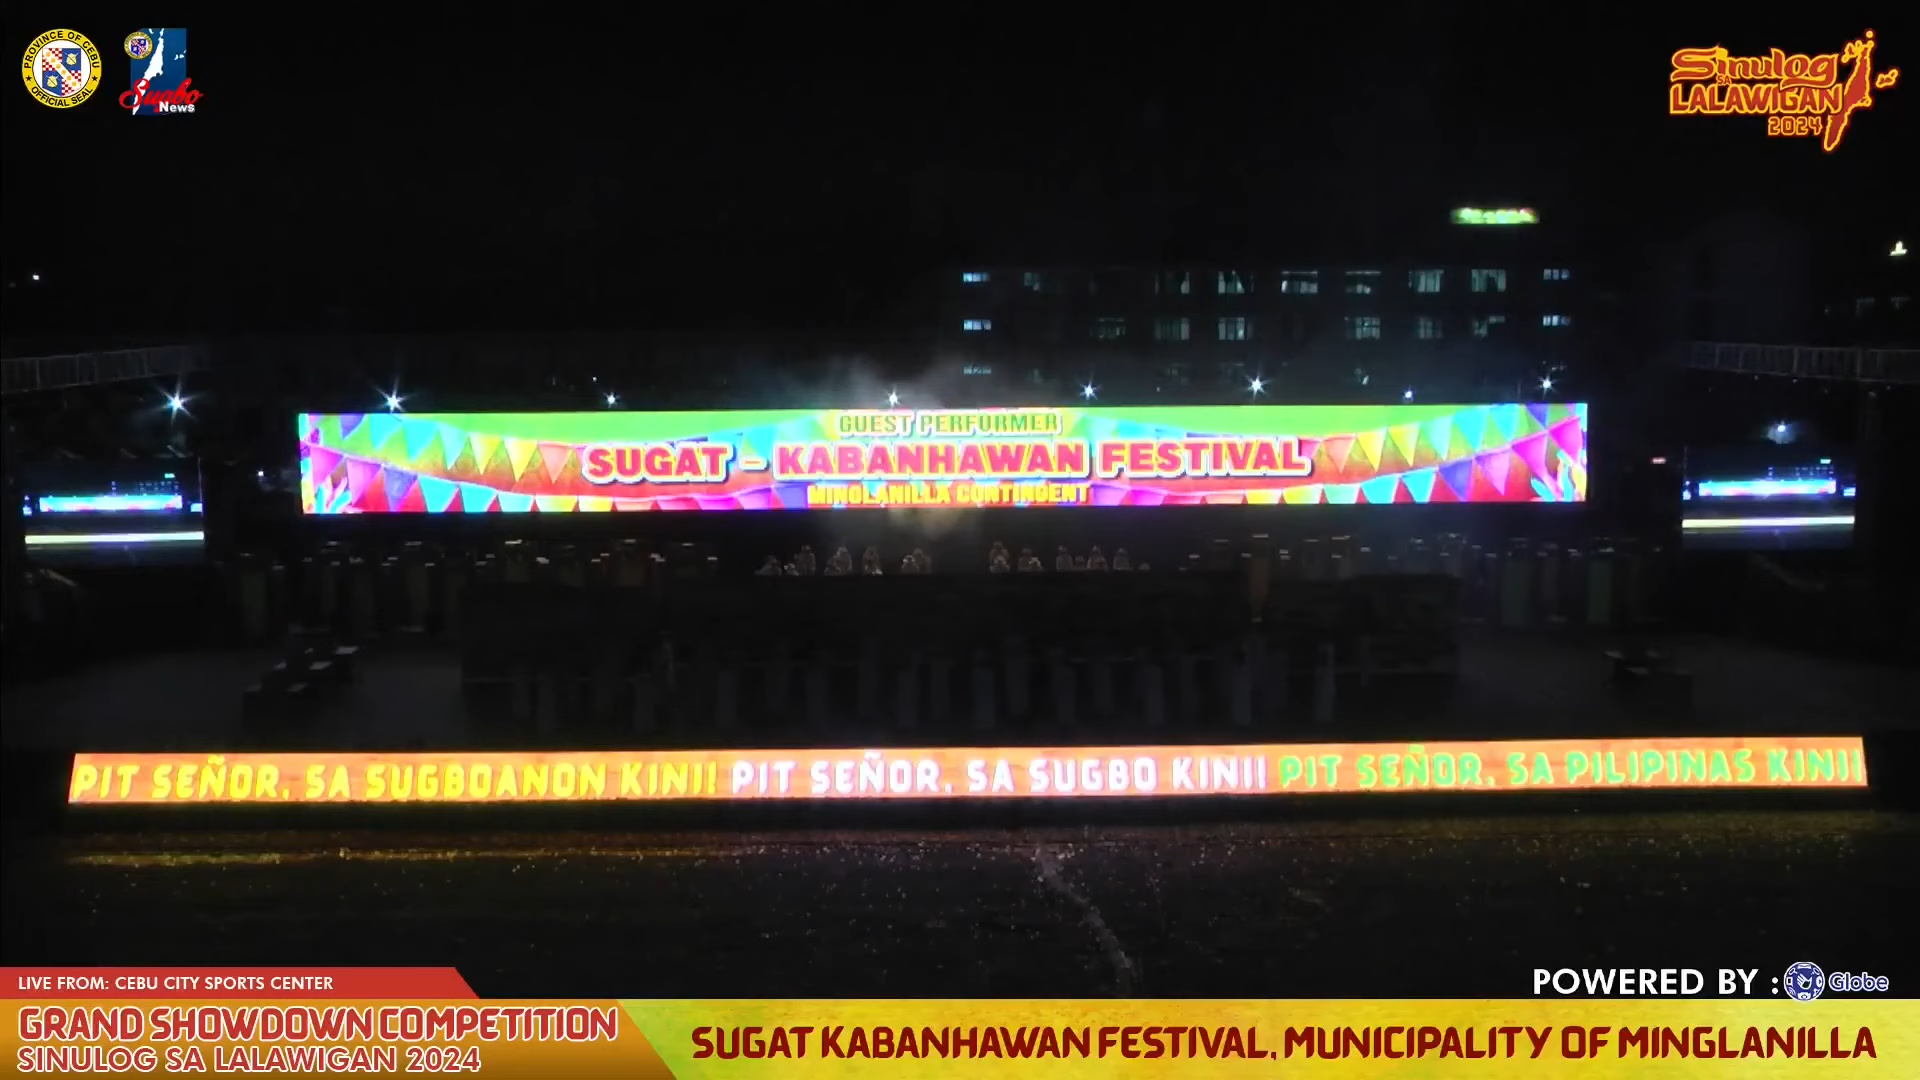 PROVINCE OF CEBU
OFFICIAL SEAL
Sugbo
News
Sinulog
SA
LALAWIGAN
2024
GUEST PERFORMER
SUGAT - KABANHAWAN FESTIVAL
MINGLANILLA CONTINGENT
PIT SEÑOR, SA SUGBOANON KINI! PIT SEÑOR, SA SUGBO KINI! PIT SEÑOR, SA PILIPINAS KINI!
LIVE FROM: CEBU CITY SPORTS CENTER
POWERED BY : Globe
GRAND SHOWDOWN COMPETITION
SINULOG SA LALAWIGAN 2024
SUGAT KABANHAWAN FESTIVAL, MUNICIPALITY OF MINGLANILLA